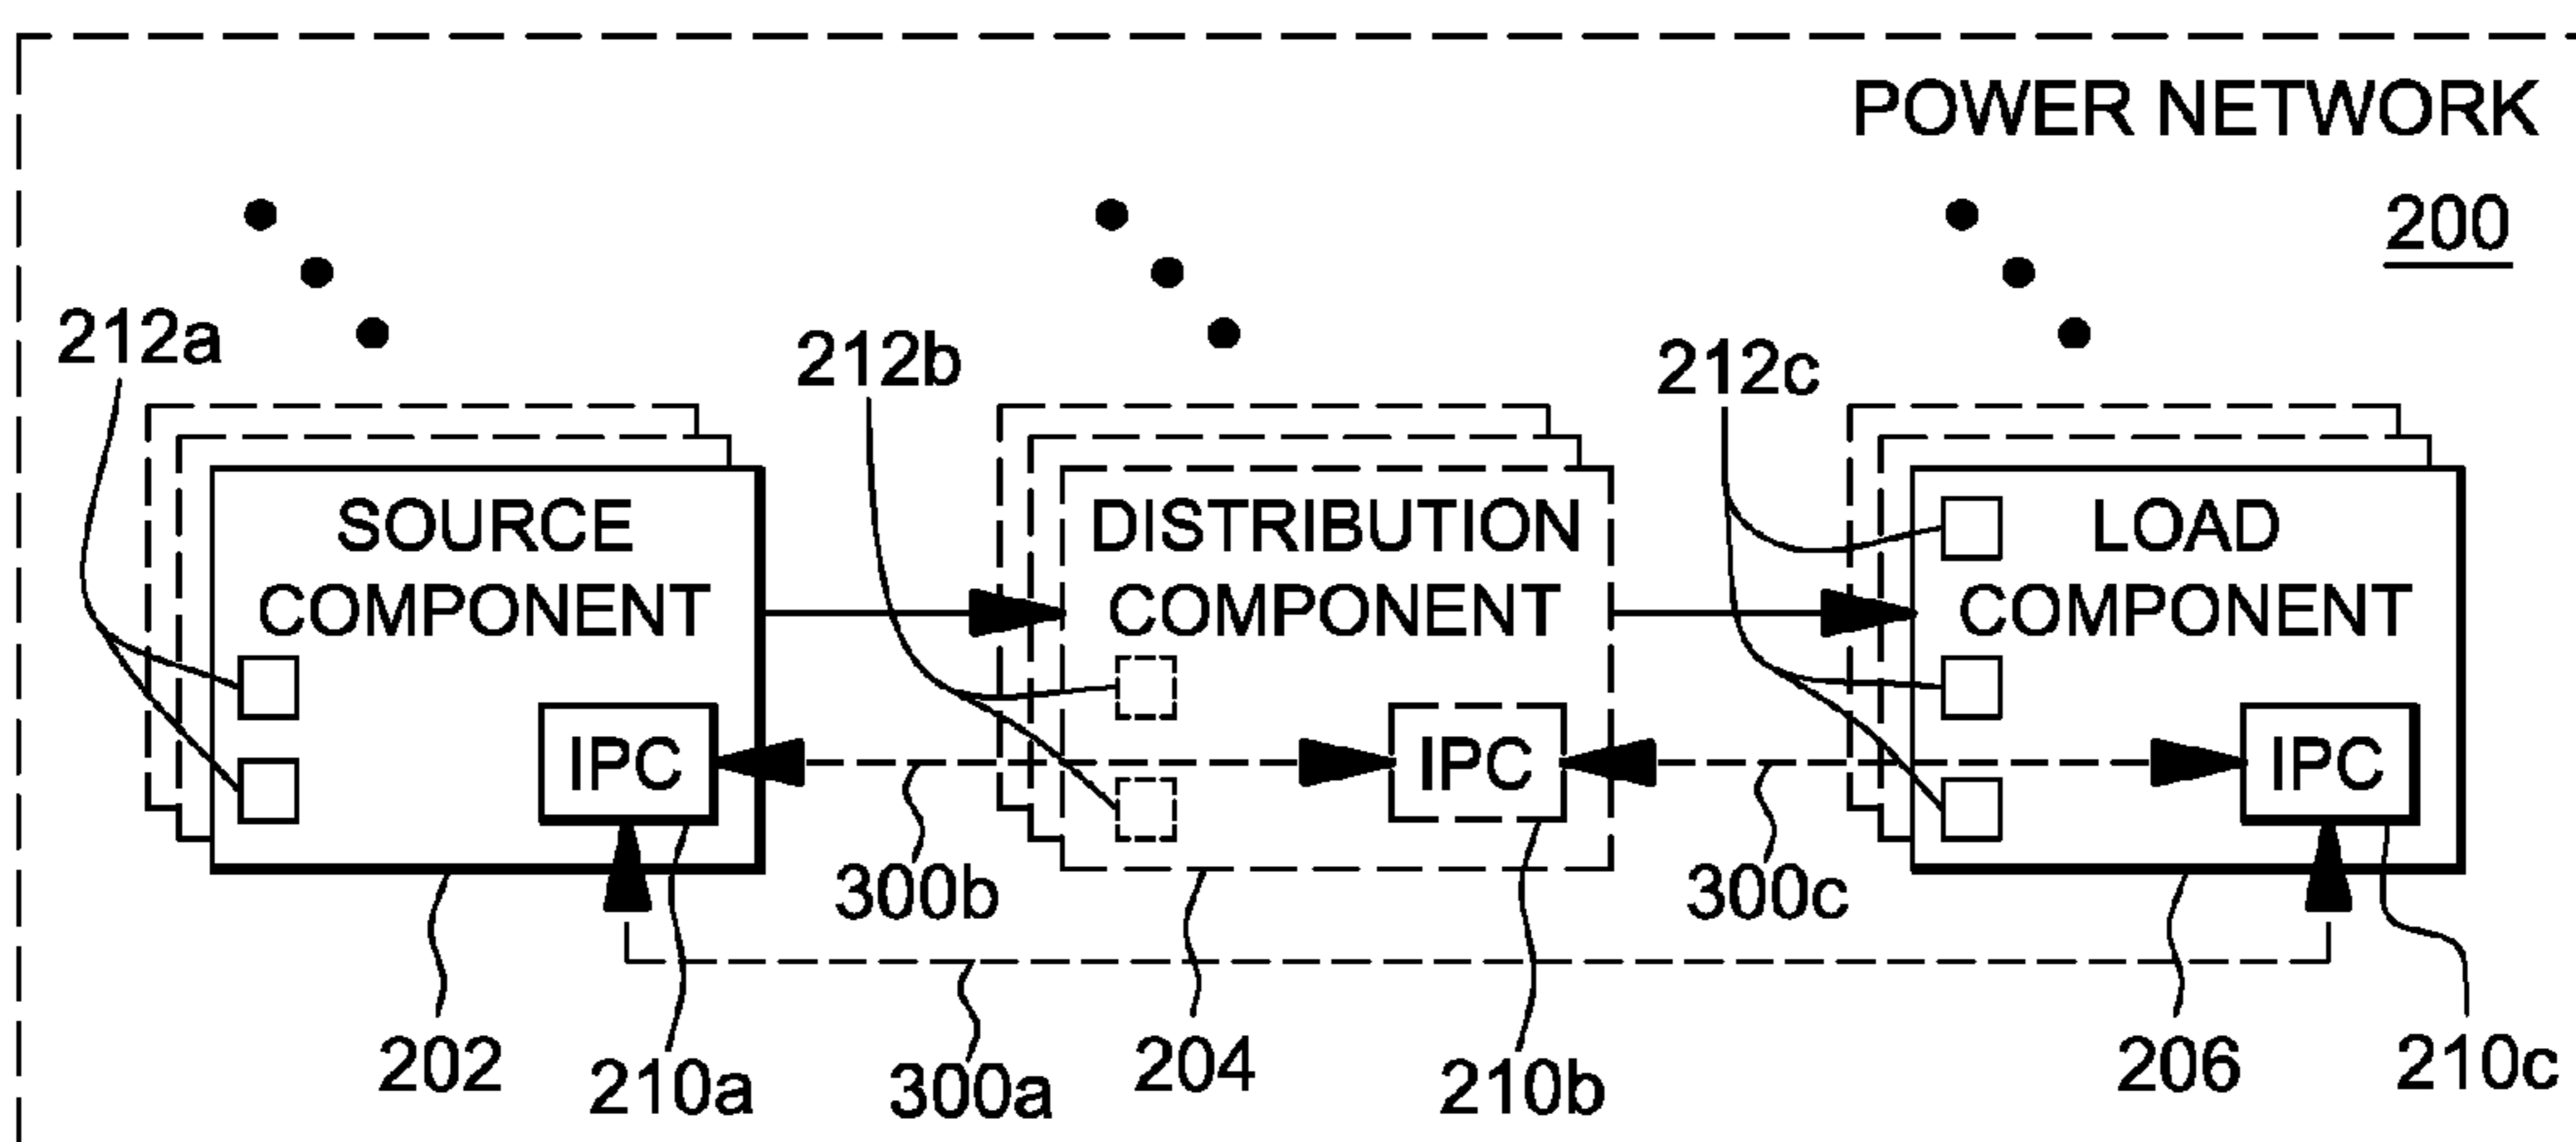 POWER NETWORK
200
212a
212b
212c
SOURCE
COMPONENT
DISTRIBUTION
COMPONENT
LOAD
COMPONENT
IPC
IPC
IPC
300b
300c
202
210a
300a
204
210b
206
210c